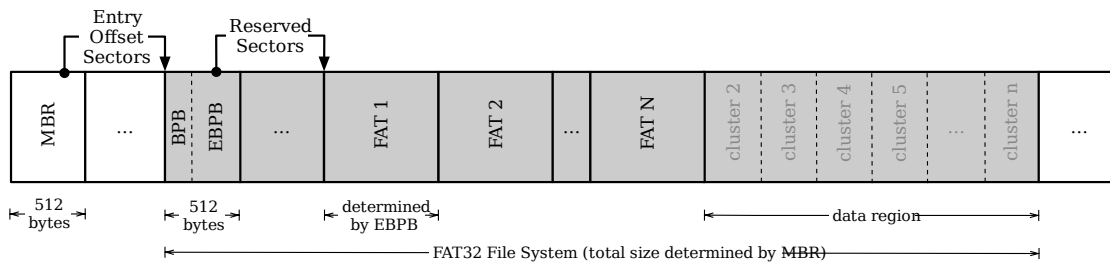 Entry
Offset
Sectors
Reserved
Sectors
MBR
...
BPB
EBPB
...
FAT 1
FAT 2
...
FAT N
cluster 2
cluster 3
cluster 4
cluster 5
...
cluster n
...
512
bytes
512
bytes
determined
by EBPB
data region
FAT32 File System (total size determined by MBR)